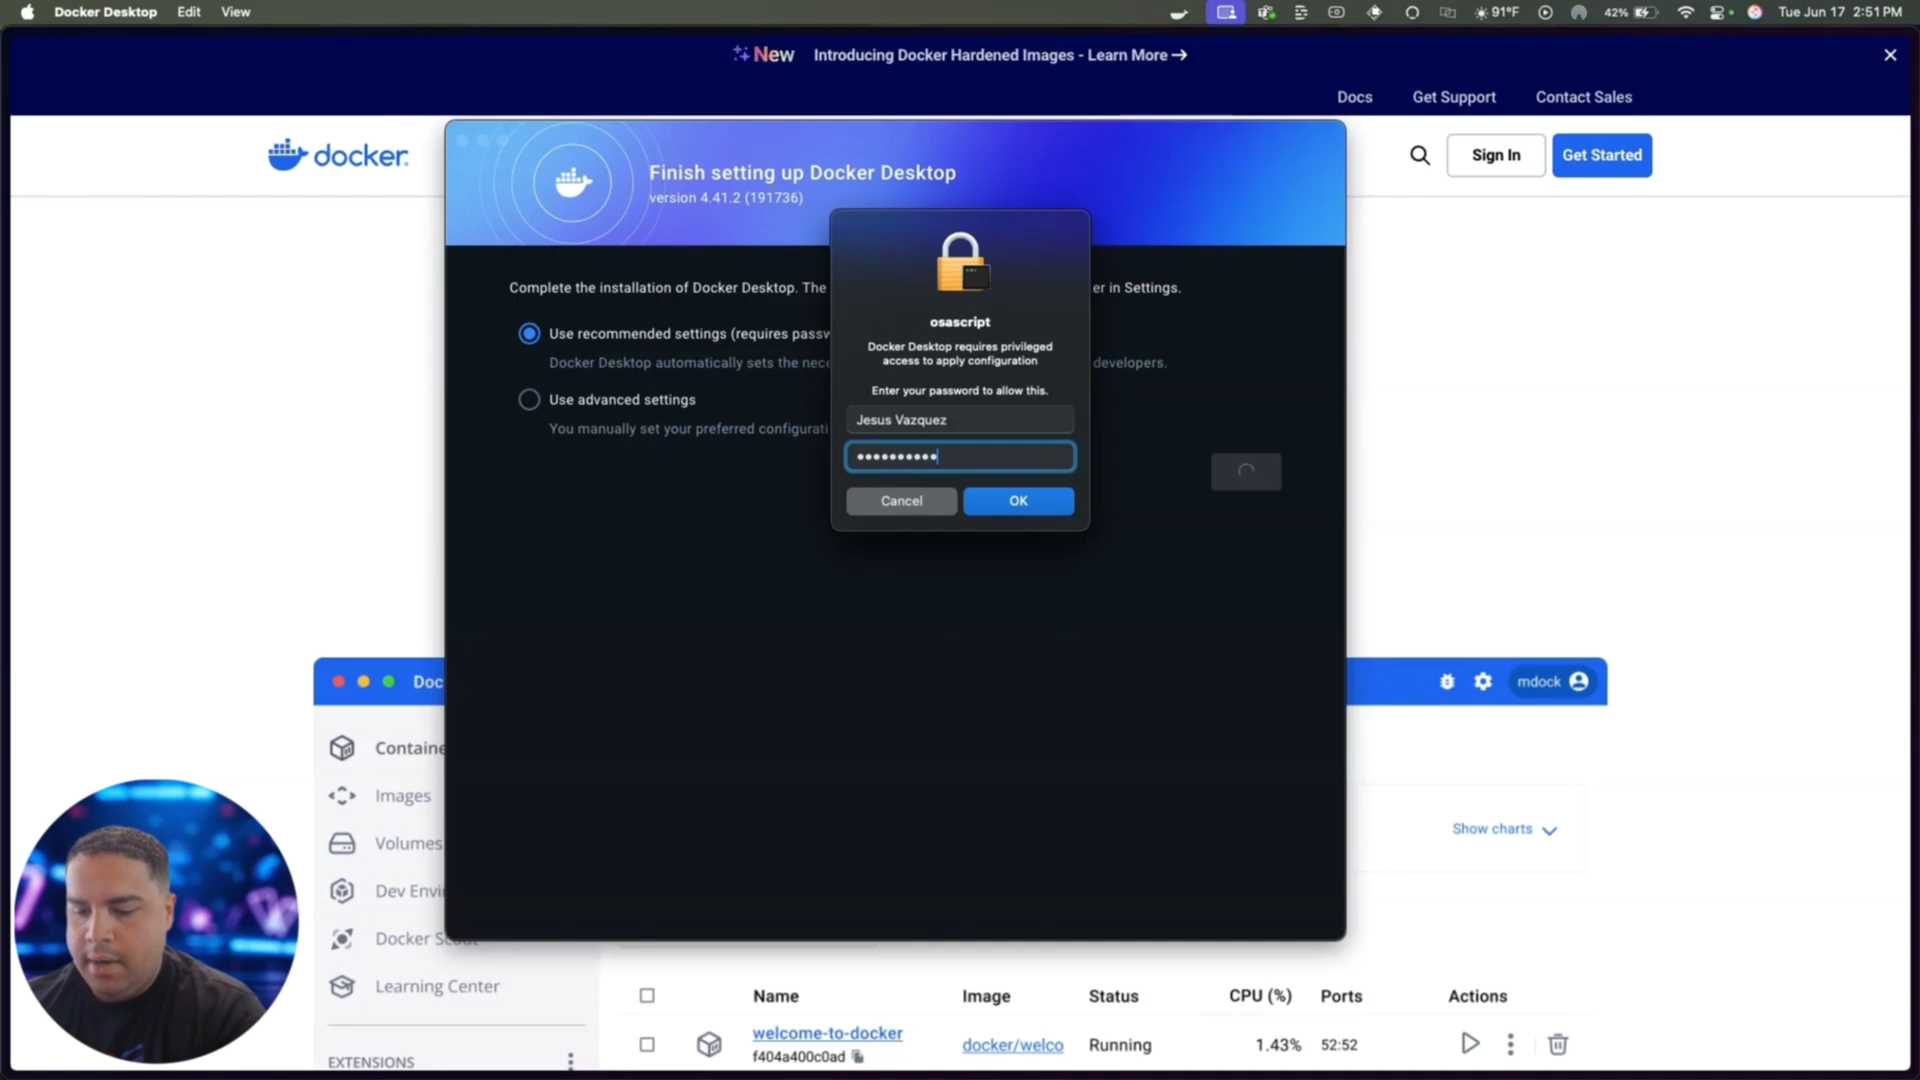 Docker Desktop Edit View
91°F 42% Tue Jun 17 2:51 PM
New Introducing Docker Hardened Images - Learn More →
Docs Get Support Contact Sales
docker
Sign In Get Started
Finish setting up Docker Desktop
version 4.41.2 (191736)
Complete the installation of Docker Desktop. The
er in Settings.
Use recommended settings (requires passw
Docker Desktop automatically sets the nece
developers.
Use advanced settings
You manually set your preferred configurati
osascript
Docker Desktop requires privileged
access to apply configuration
Enter your password to allow this.
Jesus Vazquez
••••••••••
Cancel OK
Doc
mdock
Containe
Images
Volumes
Dev Envi
Docker Scout
Learning Center
EXTENSIONS
Show charts
Name Image Status CPU (%) Ports Actions
welcome-to-docker
f404a400c0ad
docker/welco Running 1.43% 52:52